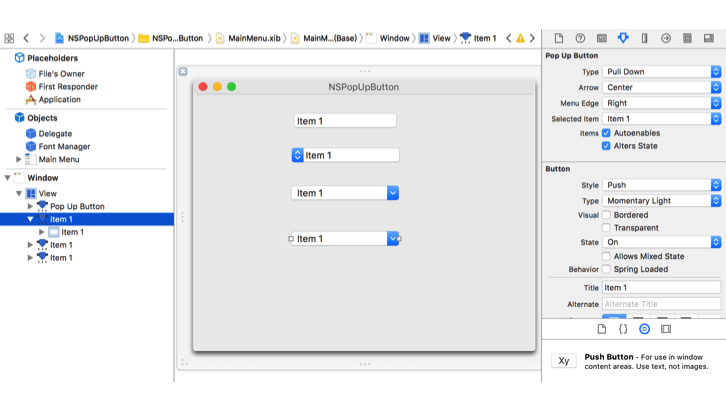 NSPopUpButton
NSPo...Button
MainMenu.xib
MainM...(Base)
Window
View
Item 1
Placeholders
File's Owner
First Responder
Application
Objects
Delegate
Font Manager
Main Menu
Window
View
Pop Up Button
Item 1
Item 1
Item 1
Item 1
NSPopUpButton
Item 1
Item 1
Item 1
Item 1
Pop Up Button
Type Pull Down
Arrow Center
Menu Edge Right
Selected Item Item 1
Items Autoenables
Alters State
Button
Style Push
Type Momentary Light
Visual Bordered
Transparent
State On
Allows Mixed State
Behavior Spring Loaded
Title Item 1
Alternate Alternate Title
Xy
Push Button - For use in window
content areas. Use text, not images.